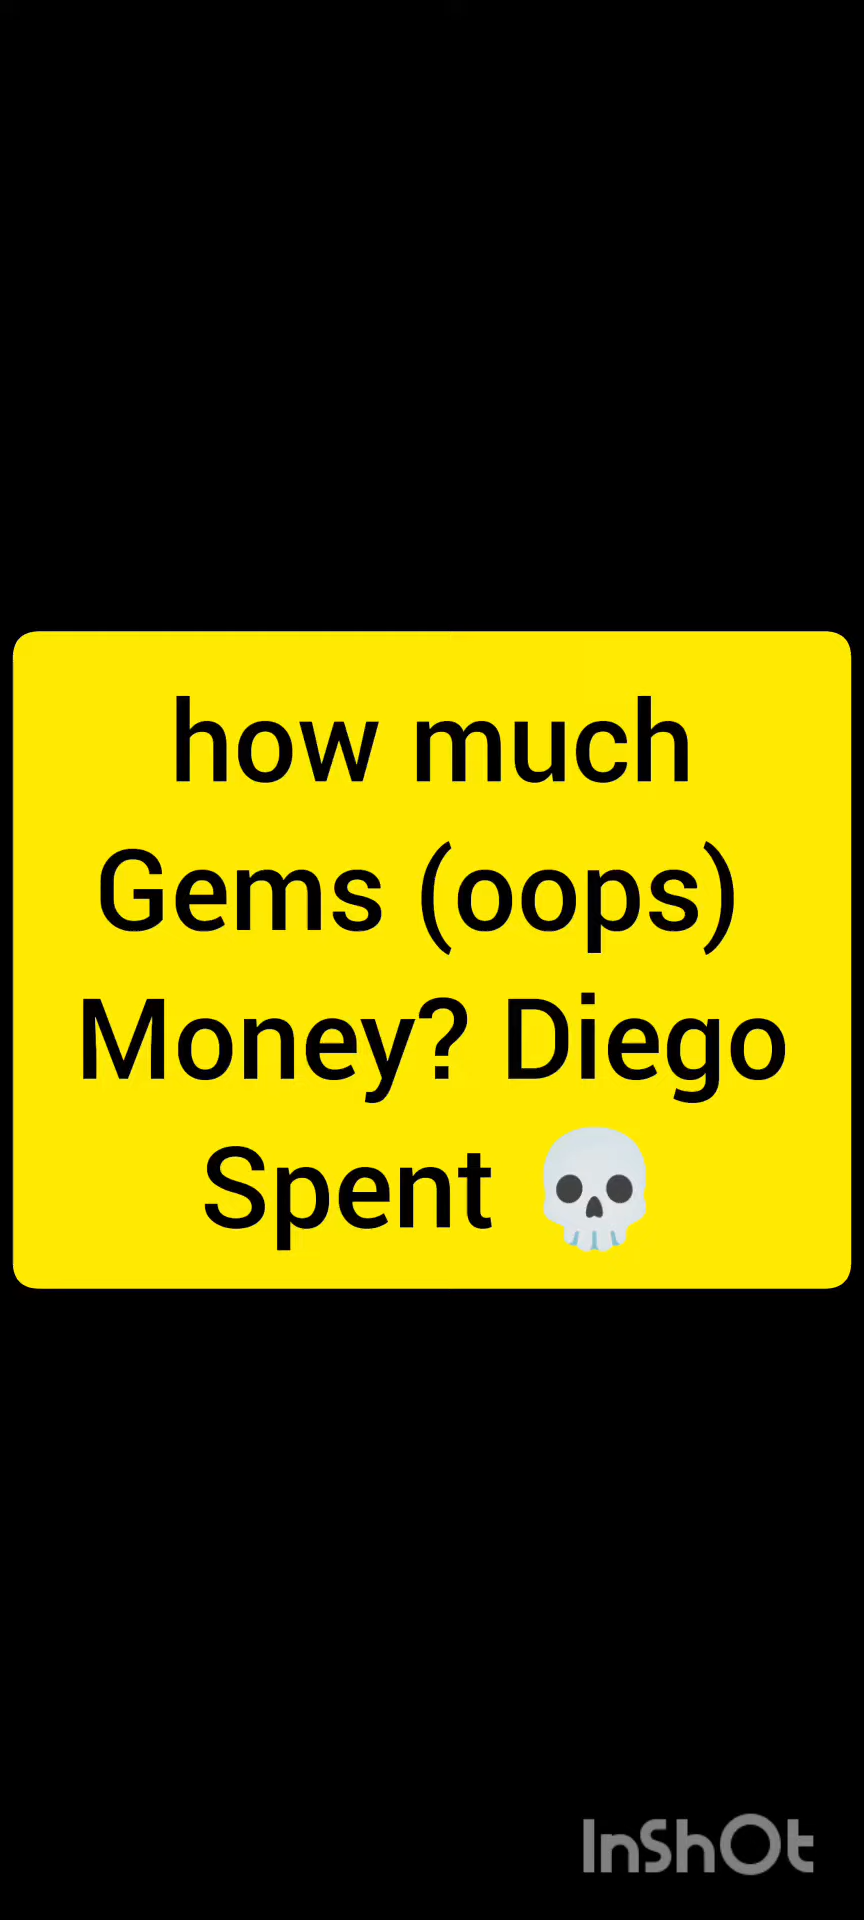 how much
Gems (oops)
Money? Diego
Spent 💀
InShOt